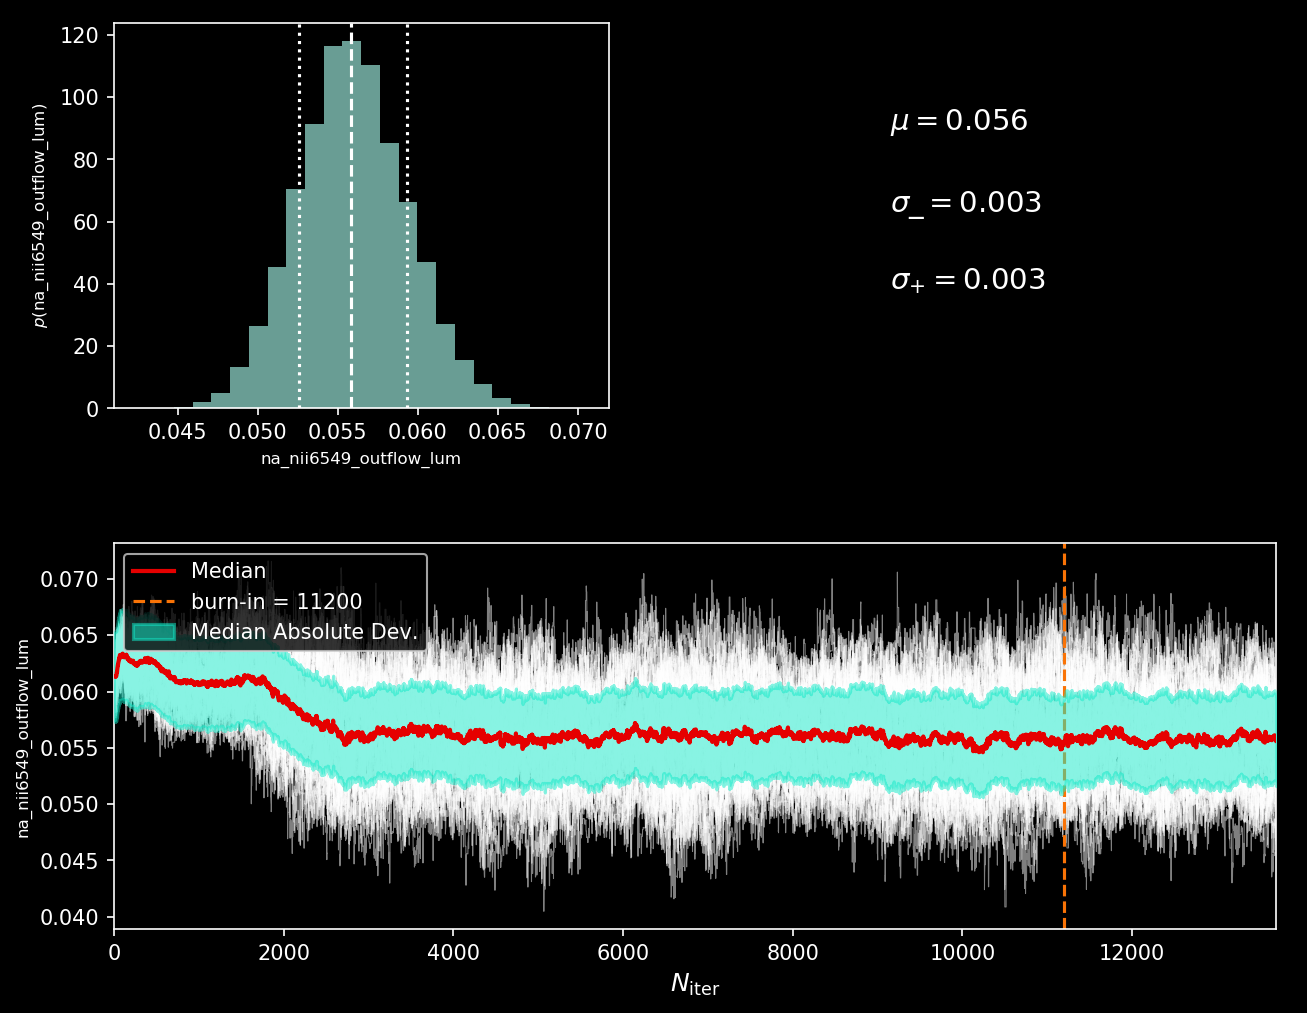 120
100
80
60
40
20
0
p(na_nii6549_outflow_lum)
0.045 0.050 0.055 0.060 0.065 0.070
na_nii6549_outflow_lum
μ = 0.056
σ₋ = 0.003
σ₊ = 0.003
Median
burn-in = 11200
Median Absolute Dev.
0.070
0.065
0.060
0.055
0.050
0.045
0.040
na_nii6549_outflow_lum
0 2000 4000 6000 8000 10000 12000
N_iter